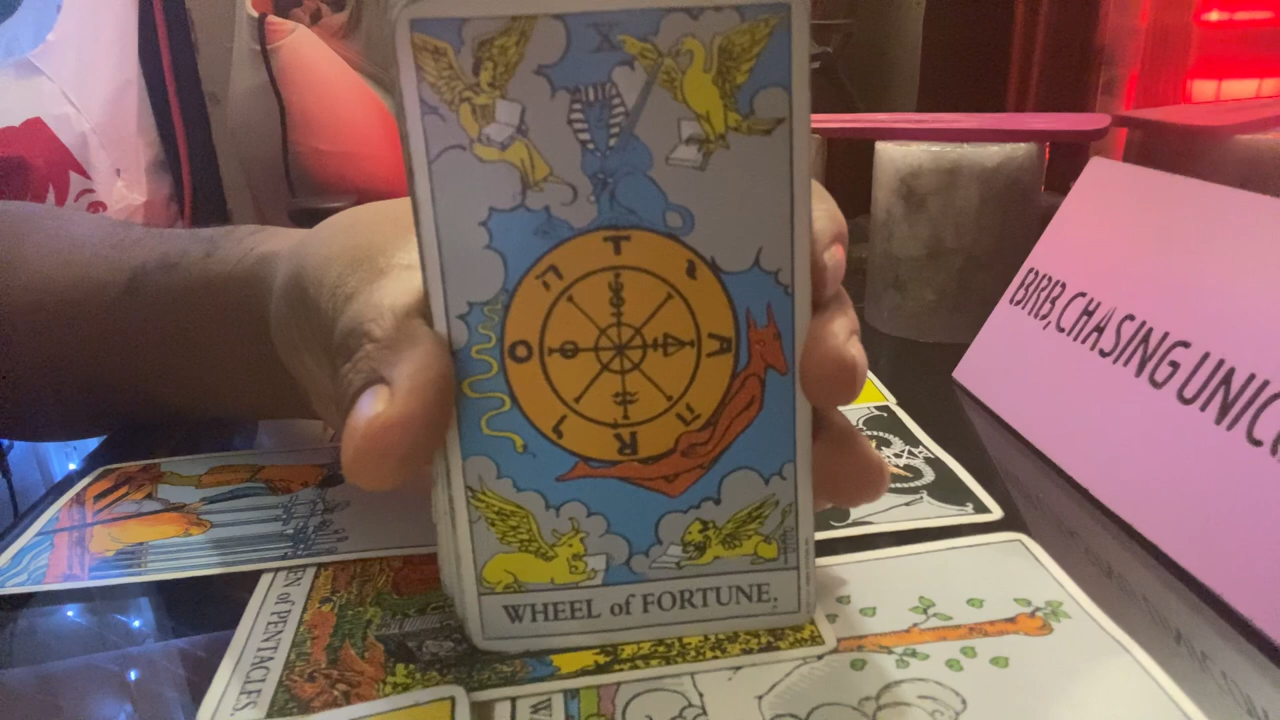 X
T
י
A
ה
R
ו
O
ה
WHEEL of FORTUNE.
BRB, CHASING UNIC
EN of PENTACLES.